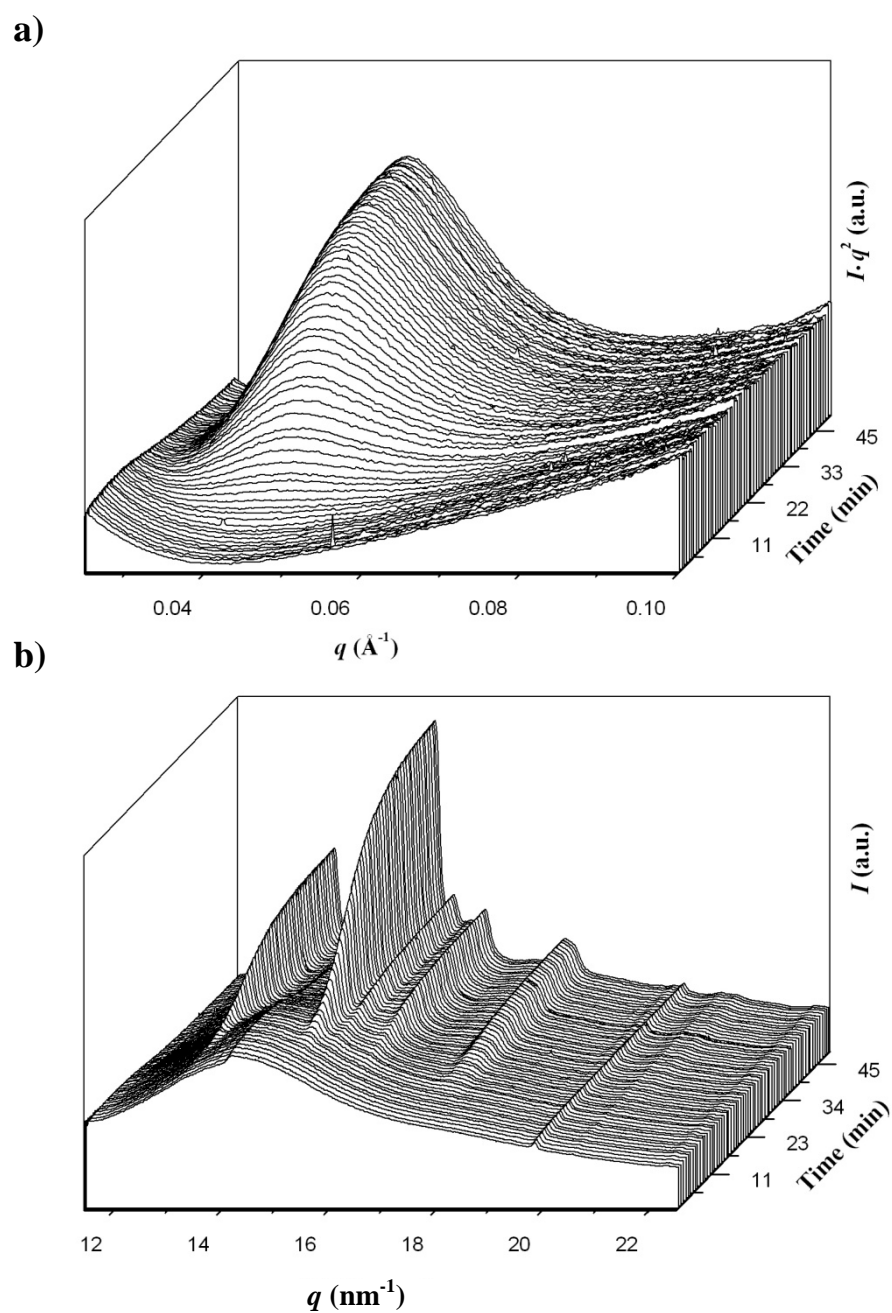 a)
I·q² (a.u.)
45
33
22
11
Time (min)
0.04 0.06 0.08 0.10
q (Å⁻¹)
b)
I (a.u.)
45
34
23
11
Time (min)
12 14 16 18 20 22
q (nm⁻¹)